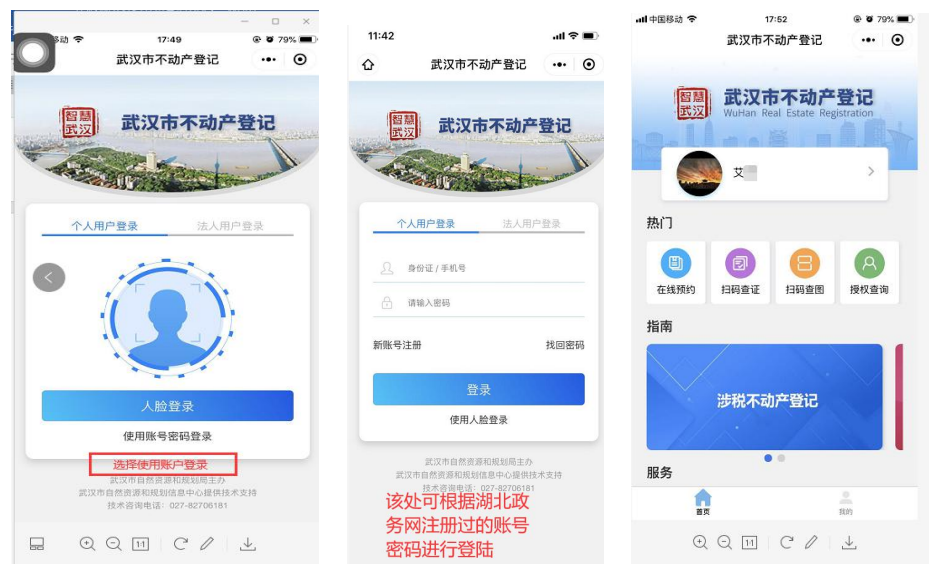 移动
17:49
79%
武汉市不动产登记
智慧
武汉
武汉市不动产登记
个人用户登录
法人用户登录
人脸登录
使用账号密码登录
选择使用账户登录
武汉市自然资源和规划局主办
武汉市自然资源和规划信息中心提供技术支持
技术咨询电话：027-82706181
1:1
11:42
武汉市不动产登记
智慧
武汉
武汉市不动产登记
个人用户登录
法人用户登录
身份证 / 手机号
请输入密码
新账号注册
找回密码
登录
使用人脸登录
武汉市自然资源和规划局主办
武汉市自然资源和规划信息中心提供技术支持
技术咨询电话：027-82706181
该处可根据湖北政
务网注册过的账号
密码进行登陆
中国移动
17:52
79%
武汉市不动产登记
智慧
武汉
武汉市不动产登记
WuHan Real Estate Registration
艾
热门
在线预约
扫码查证
扫码查图
授权查询
指南
涉税不动产登记
服务
首页
我的
1:1